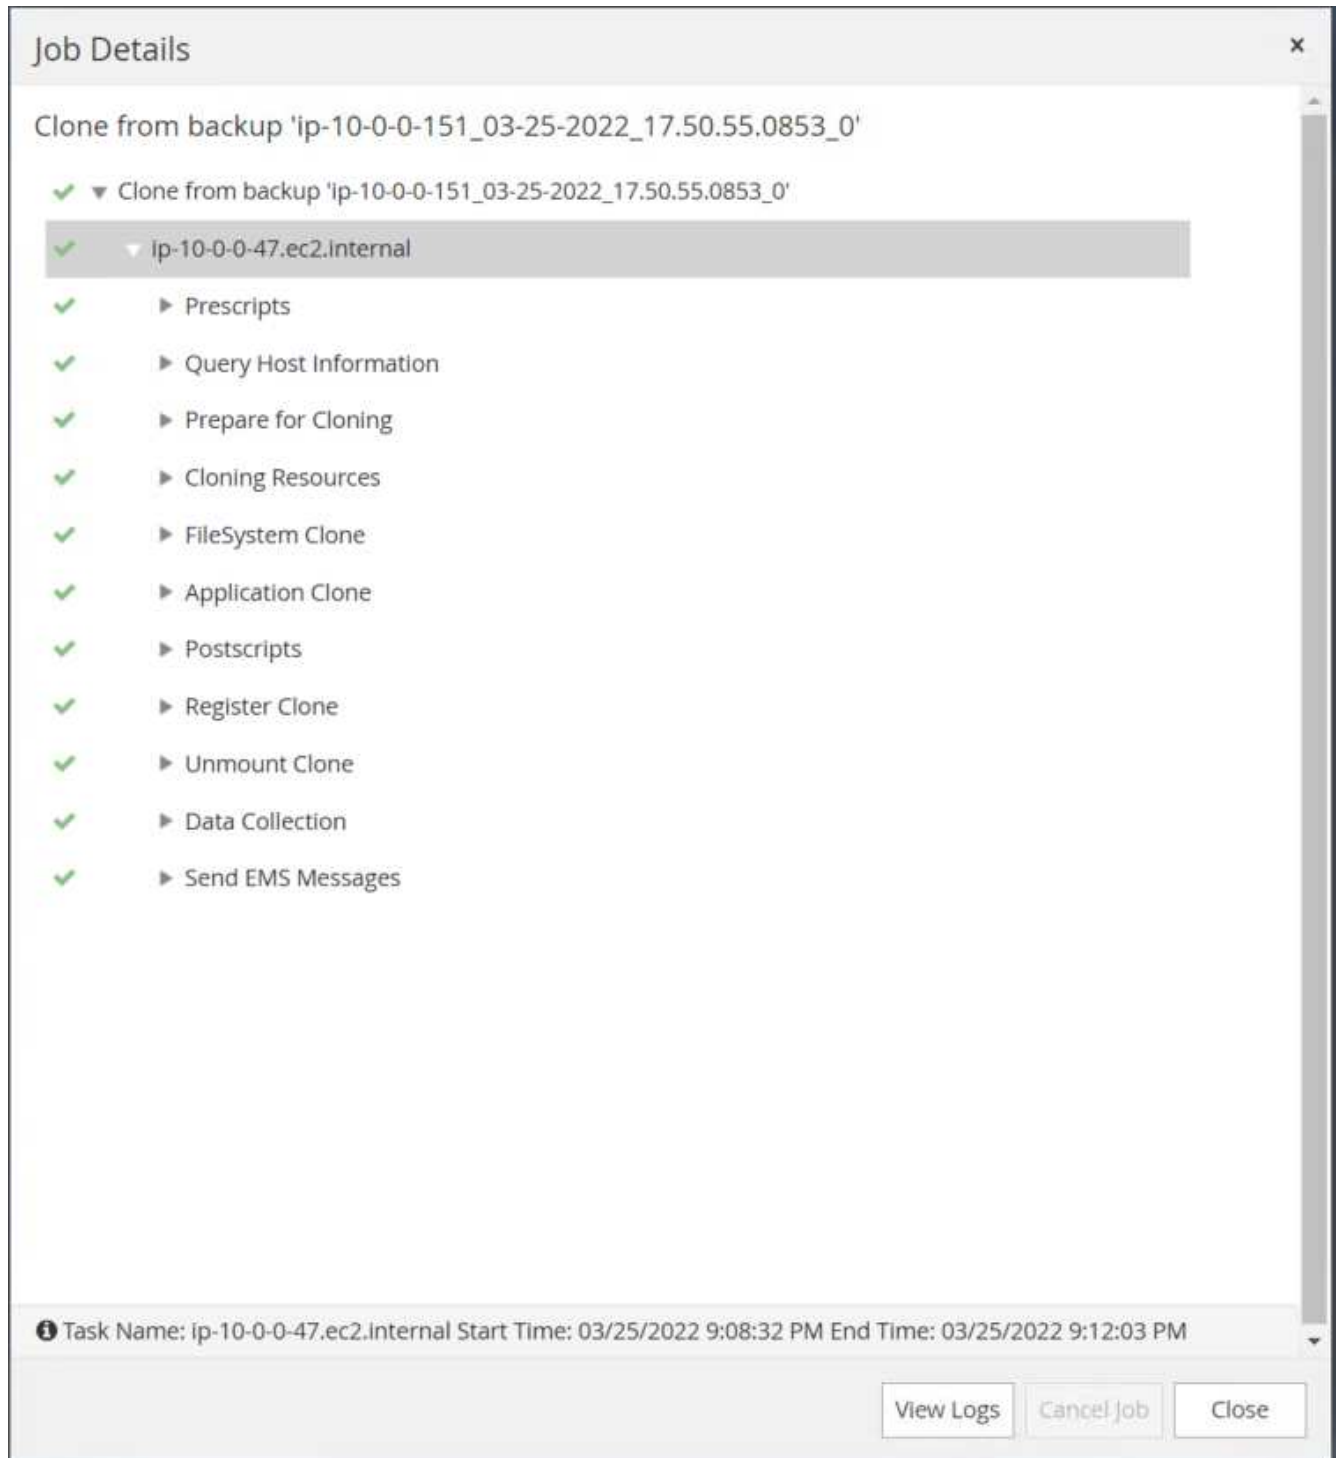 Job Details
Clone from backup 'ip-10-0-0-151_03-25-2022_17.50.55.0853_0'
Clone from backup 'ip-10-0-0-151_03-25-2022_17.50.55.0853_0'
ip-10-0-0-47.ec2.internal
Prescripts
Query Host Information
Prepare for Cloning
Cloning Resources
FileSystem Clone
Application Clone
Postscripts
Register Clone
Unmount Clone
Data Collection
Send EMS Messages
Task Name: ip-10-0-0-47.ec2.internal Start Time: 03/25/2022 9:08:32 PM End Time: 03/25/2022 9:12:03 PM
View Logs Cancel Job Close